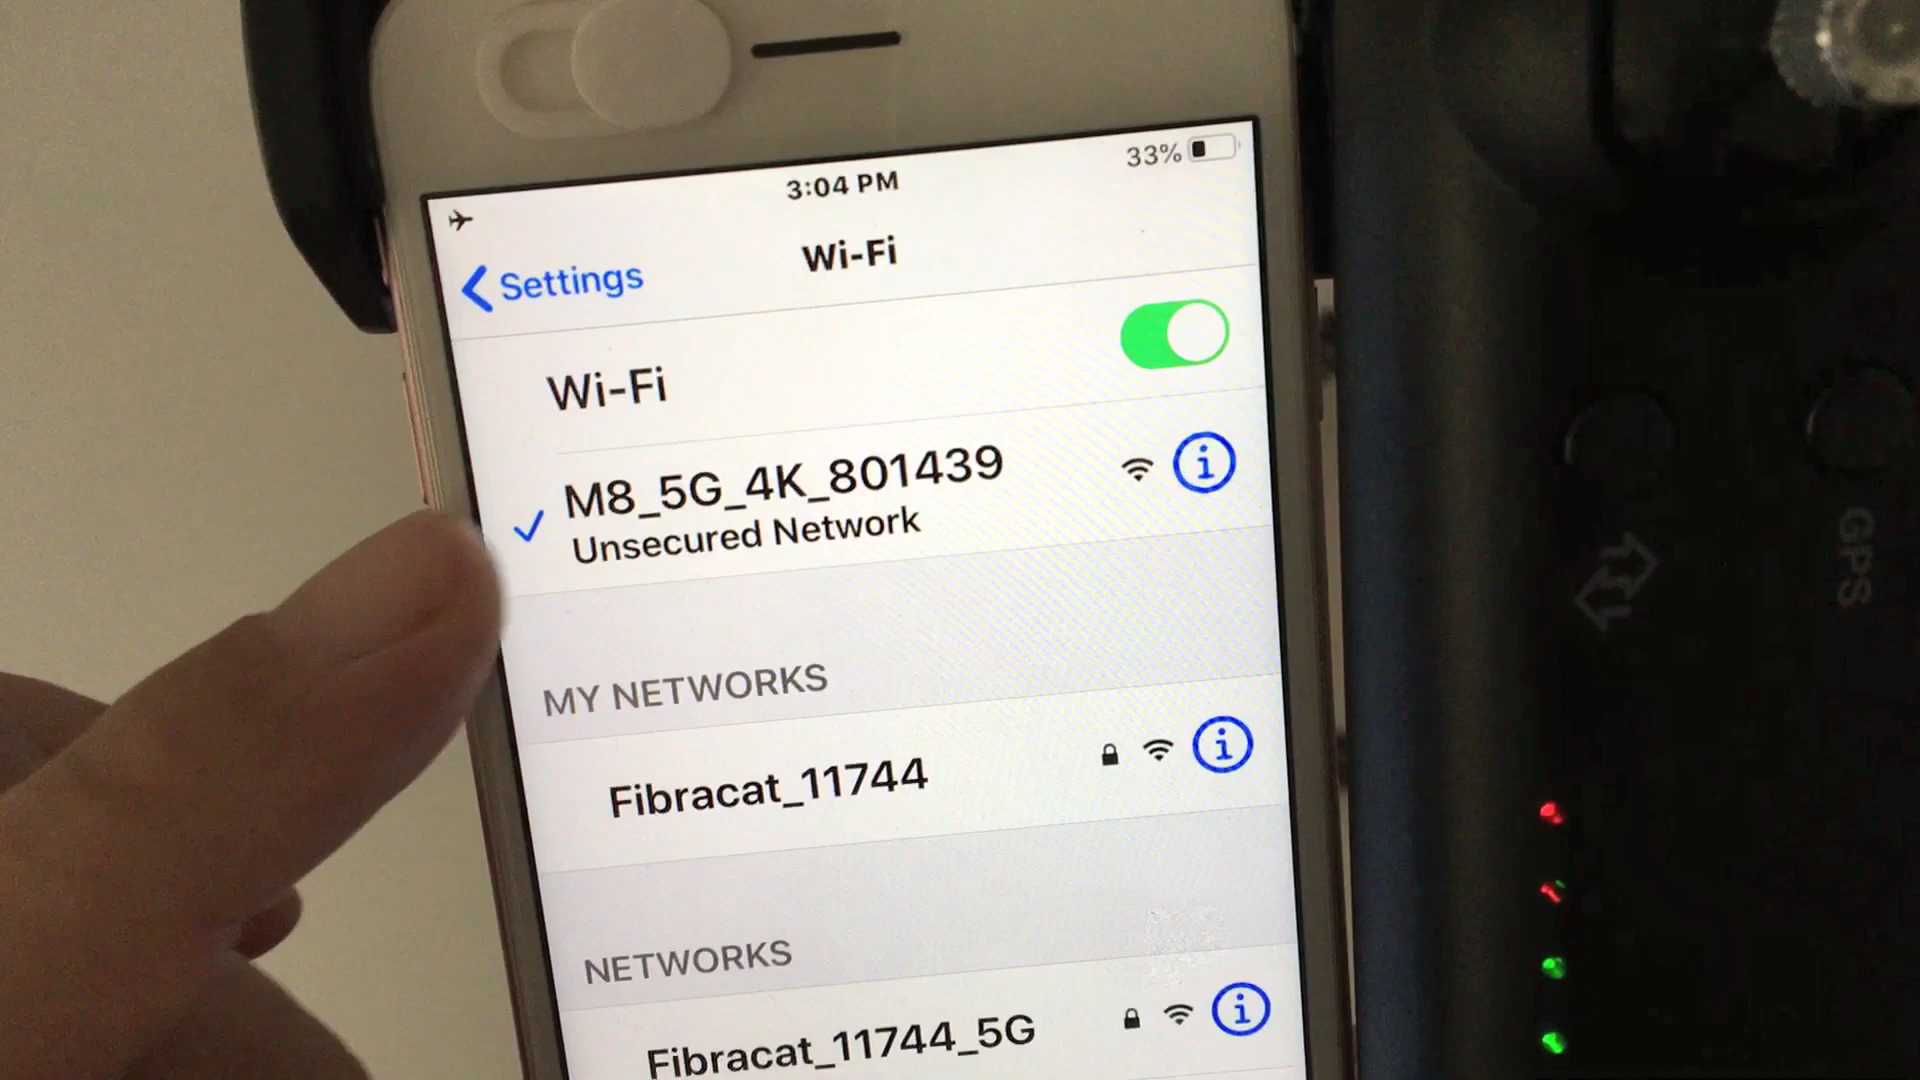 3:04 PM
33%
Settings
Wi-Fi
Wi-Fi
M8_5G_4K_801439
Unsecured Network
MY NETWORKS
Fibracat_11744
NETWORKS
Fibracat_11744_5G
GPS